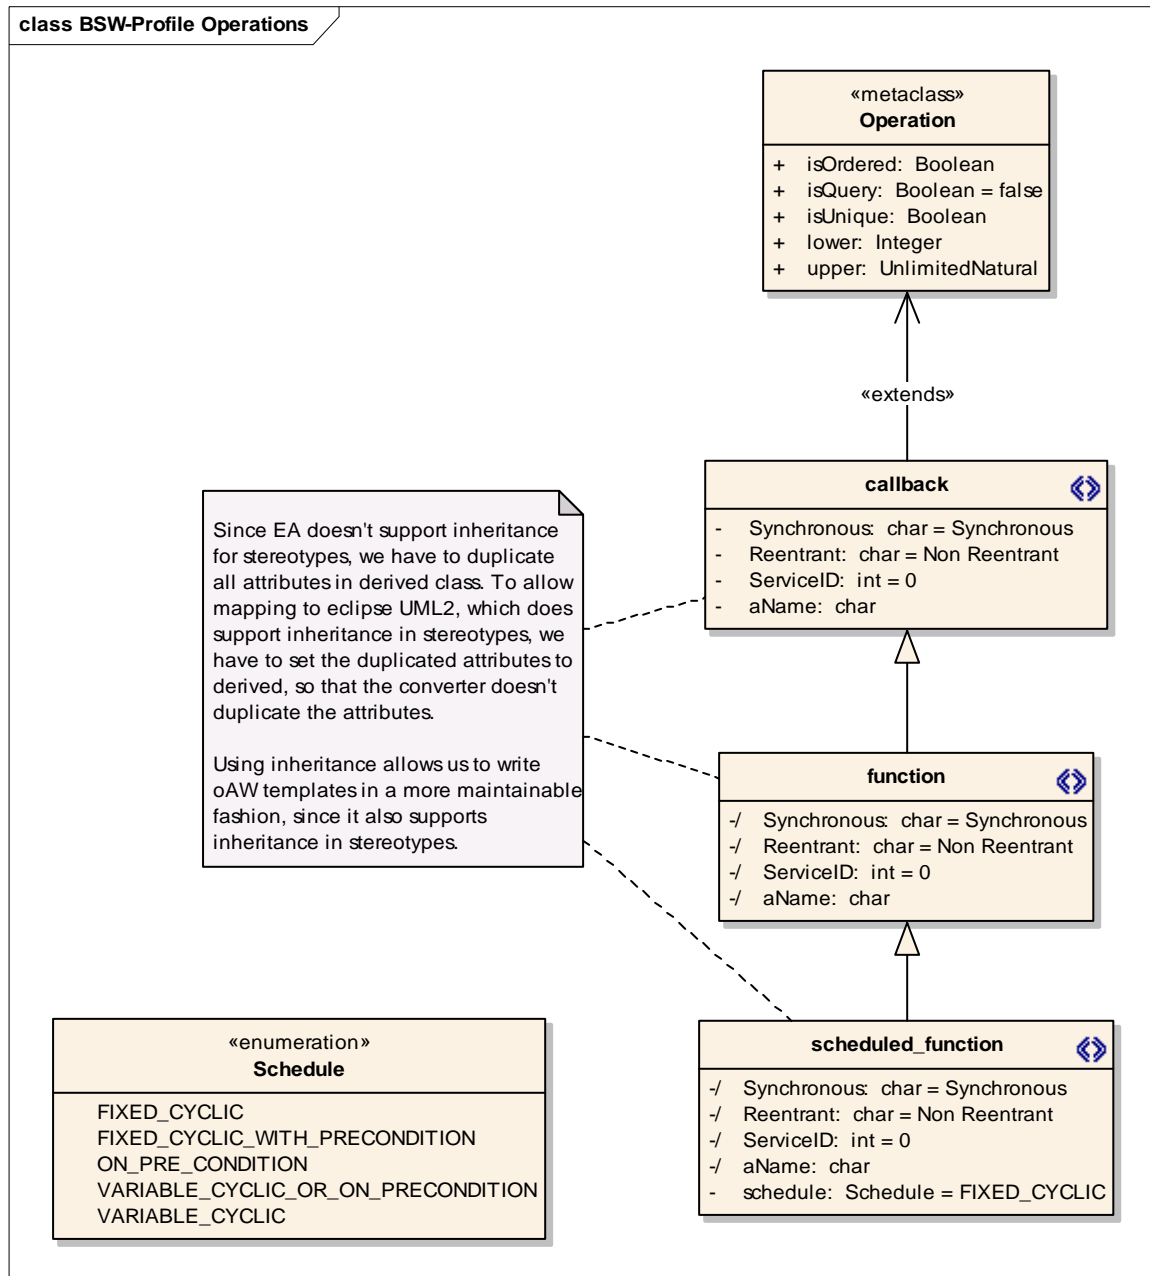 class BSW-Profile Operations
«metaclass»
Operation
+ isOrdered: Boolean
+ isQuery: Boolean = false
+ isUnique: Boolean
+ lower: Integer
+ upper: UnlimitedNatural
«extends»
callback
- Synchronous: char = Synchronous
- Reentrant: char = Non Reentrant
- ServiceID: int = 0
- aName: char
Since EA doesn't support inheritance
for stereotypes, we have to duplicate
all attributes in derived class. To allow
mapping to eclipse UML2, which does
support inheritance in stereotypes, we
have to set the duplicated attributes to
derived, so that the converter doesn't
duplicate the attributes.
Using inheritance allows us to write
oAW templates in a more maintainable
fashion, since it also supports
inheritance in stereotypes.
function
-/ Synchronous: char = Synchronous
-/ Reentrant: char = Non Reentrant
-/ ServiceID: int = 0
-/ aName: char
«enumeration»
Schedule
FIXED_CYCLIC
FIXED_CYCLIC_WITH_PRECONDITION
ON_PRE_CONDITION
VARIABLE_CYCLIC_OR_ON_PRECONDITION
VARIABLE_CYCLIC
scheduled_function
-/ Synchronous: char = Synchronous
-/ Reentrant: char = Non Reentrant
-/ ServiceID: int = 0
-/ aName: char
- schedule: Schedule = FIXED_CYCLIC